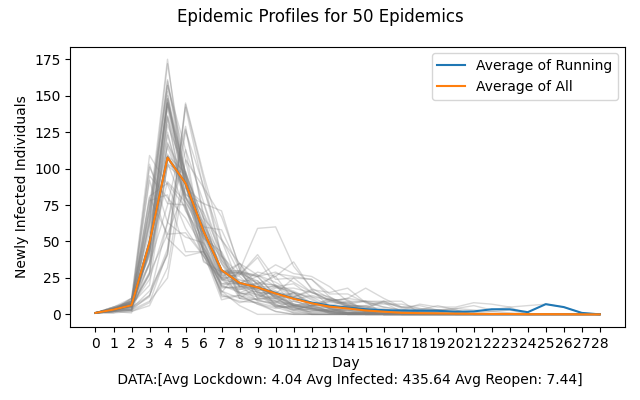 Epidemic Profiles for 50 Epidemics
Average of Running
Average of All
Newly Infected Individuals
175
150
125
100
75
50
25
0
0 1 2 3 4 5 6 7 8 9 10 11 12 13 14 15 16 17 18 19 20 21 22 23 24 25 26 27 28
Day
DATA:[Avg Lockdown: 4.04 Avg Infected: 435.64 Avg Reopen: 7.44]